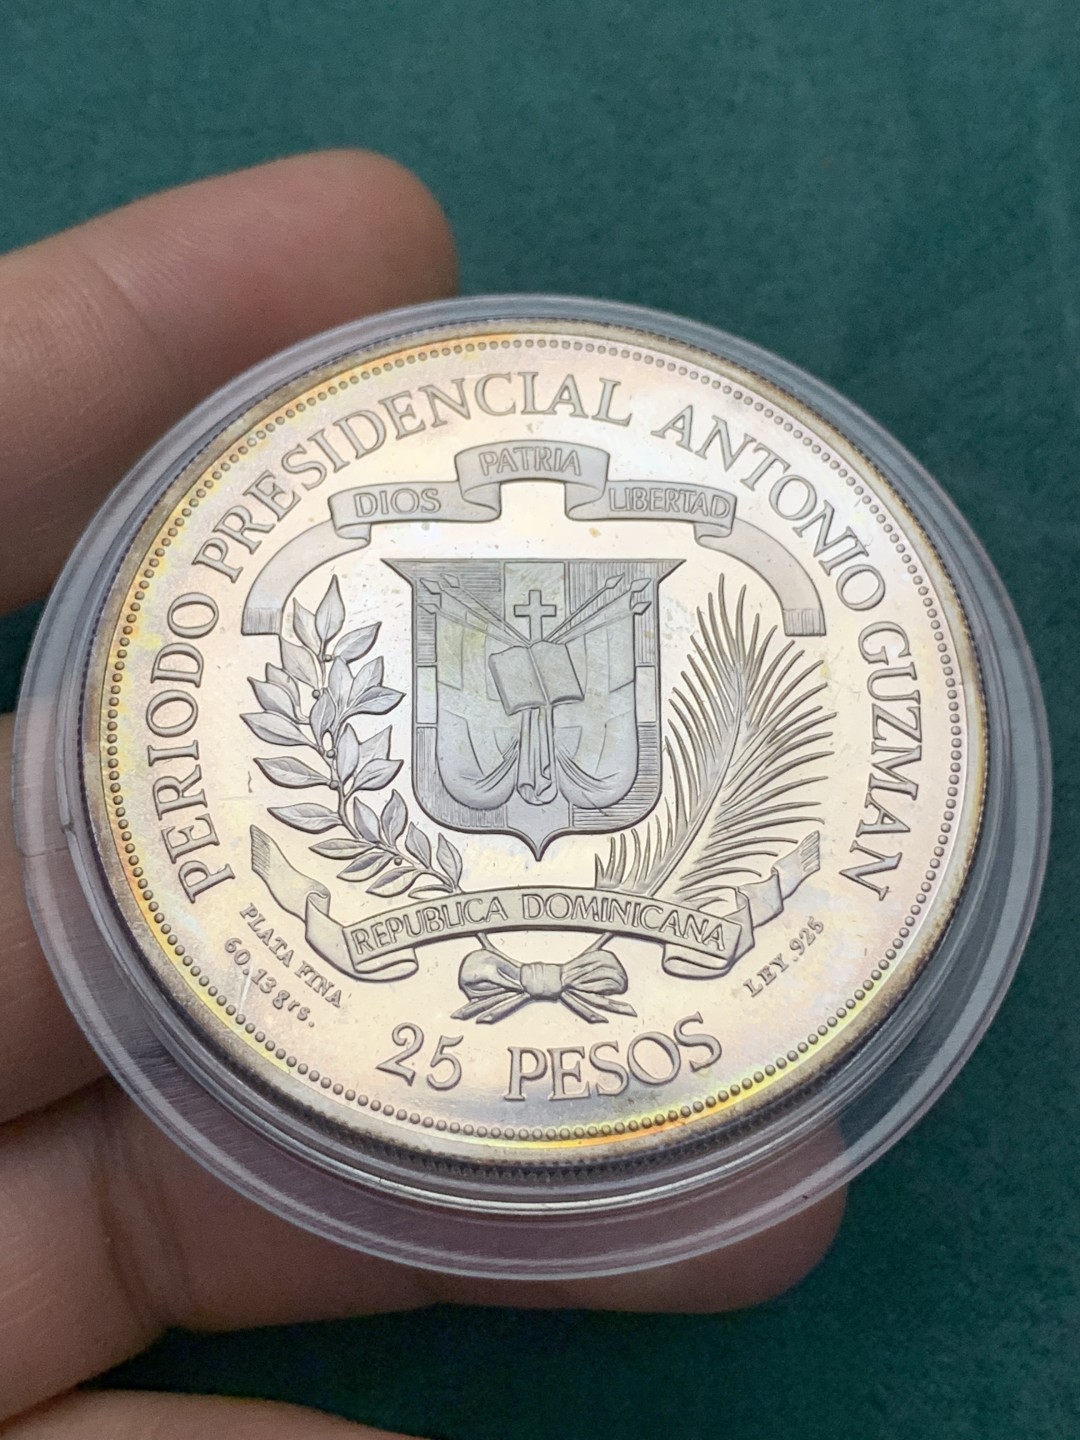 PERIODO PRESIDENCIAL ANTONIO GUZMAN
DIOS PATRIA LIBERTAD
REPUBLICA DOMINICANA
PLATA FINA
60.13 grs.
LEY .925
25 PESOS